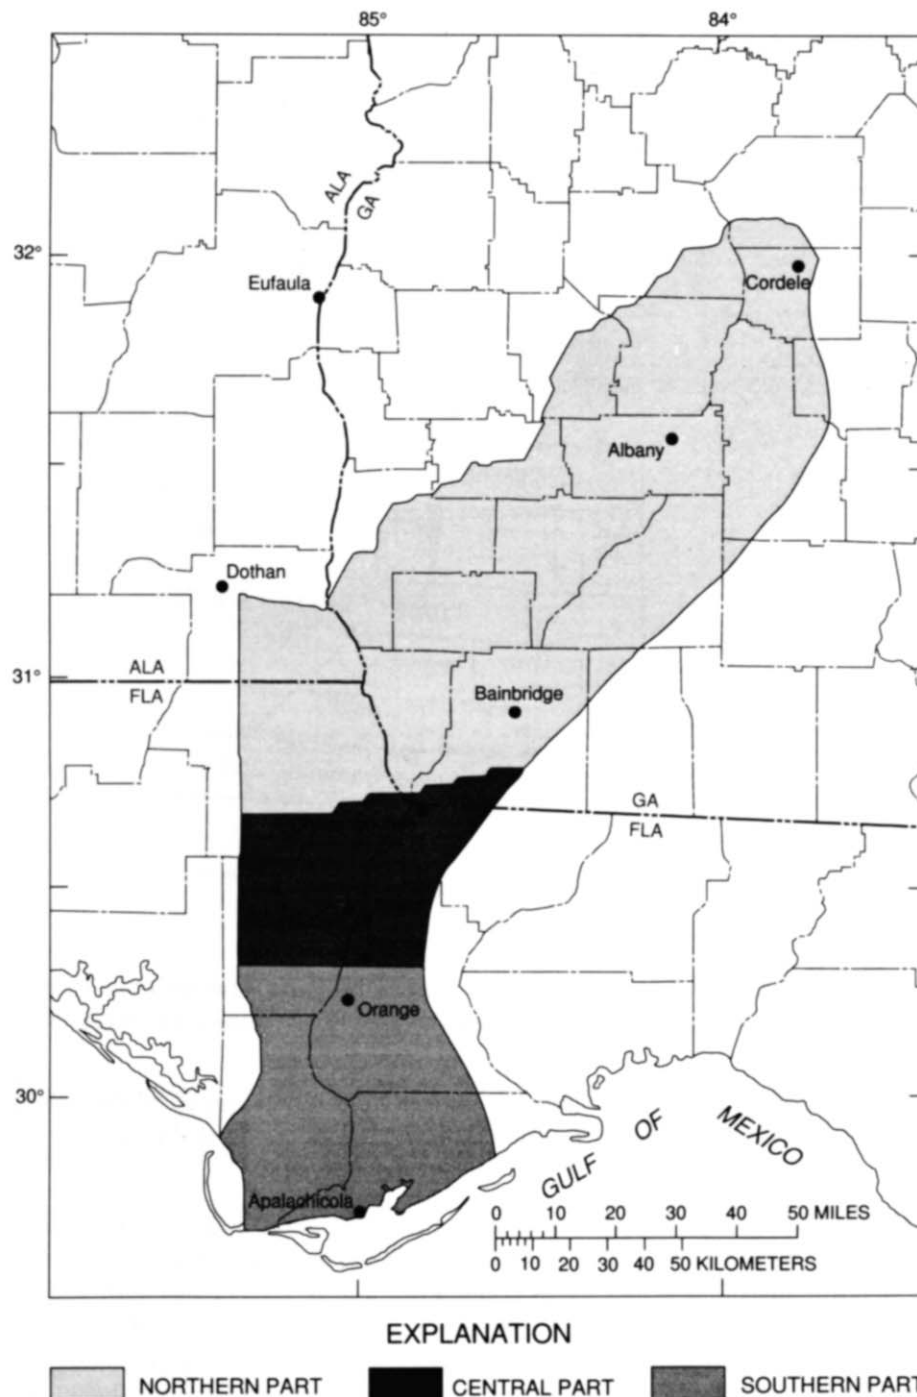 85° 84°
ALA
GA
32°
Eufaula
Cordele
Albany
Dothan
31°
ALA
FLA
Bainbridge
GA
FLA
Orange
30°
GULF OF MEXICO
Apalachicola
0 10 20 30 40 50 MILES
0 10 20 30 40 50 KILOMETERS
EXPLANATION
NORTHERN PART CENTRAL PART SOUTHERN PART